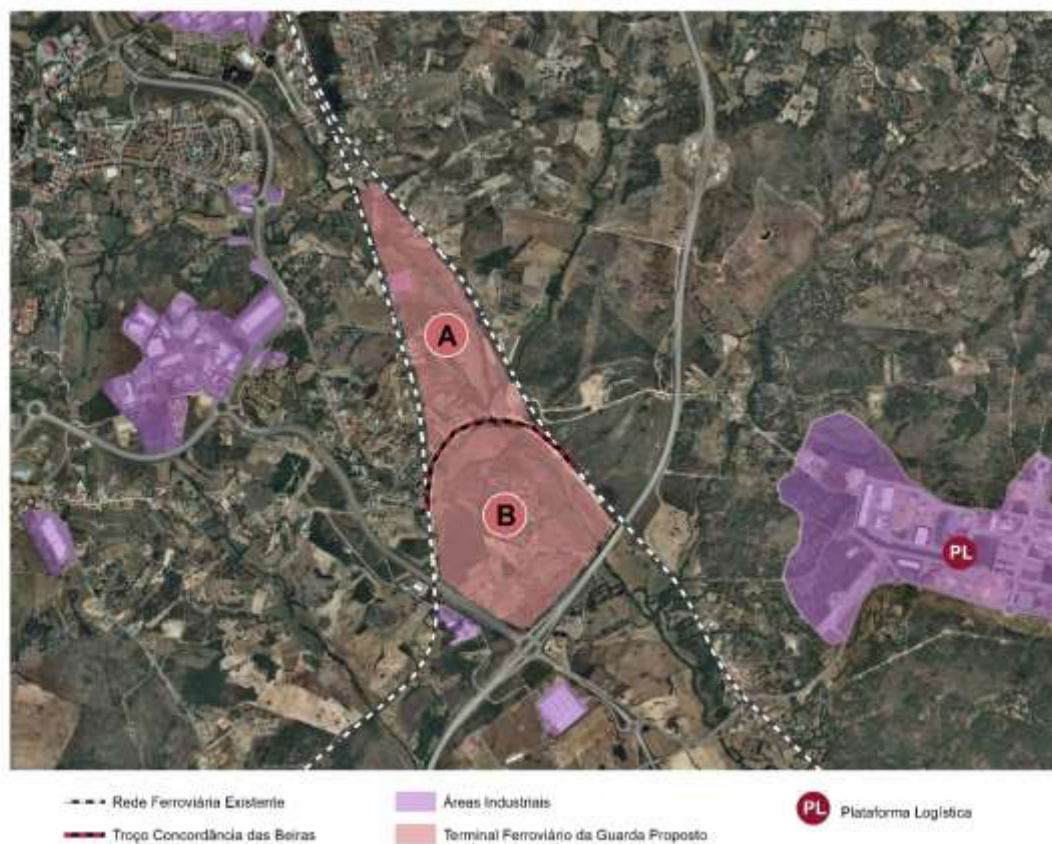 A
B
PL
Rede Ferroviária Existente
Áreas Industriais
PL Plataforma Logística
Troço Concordância das Beiras
Terminal Ferroviário da Guarda Proposto